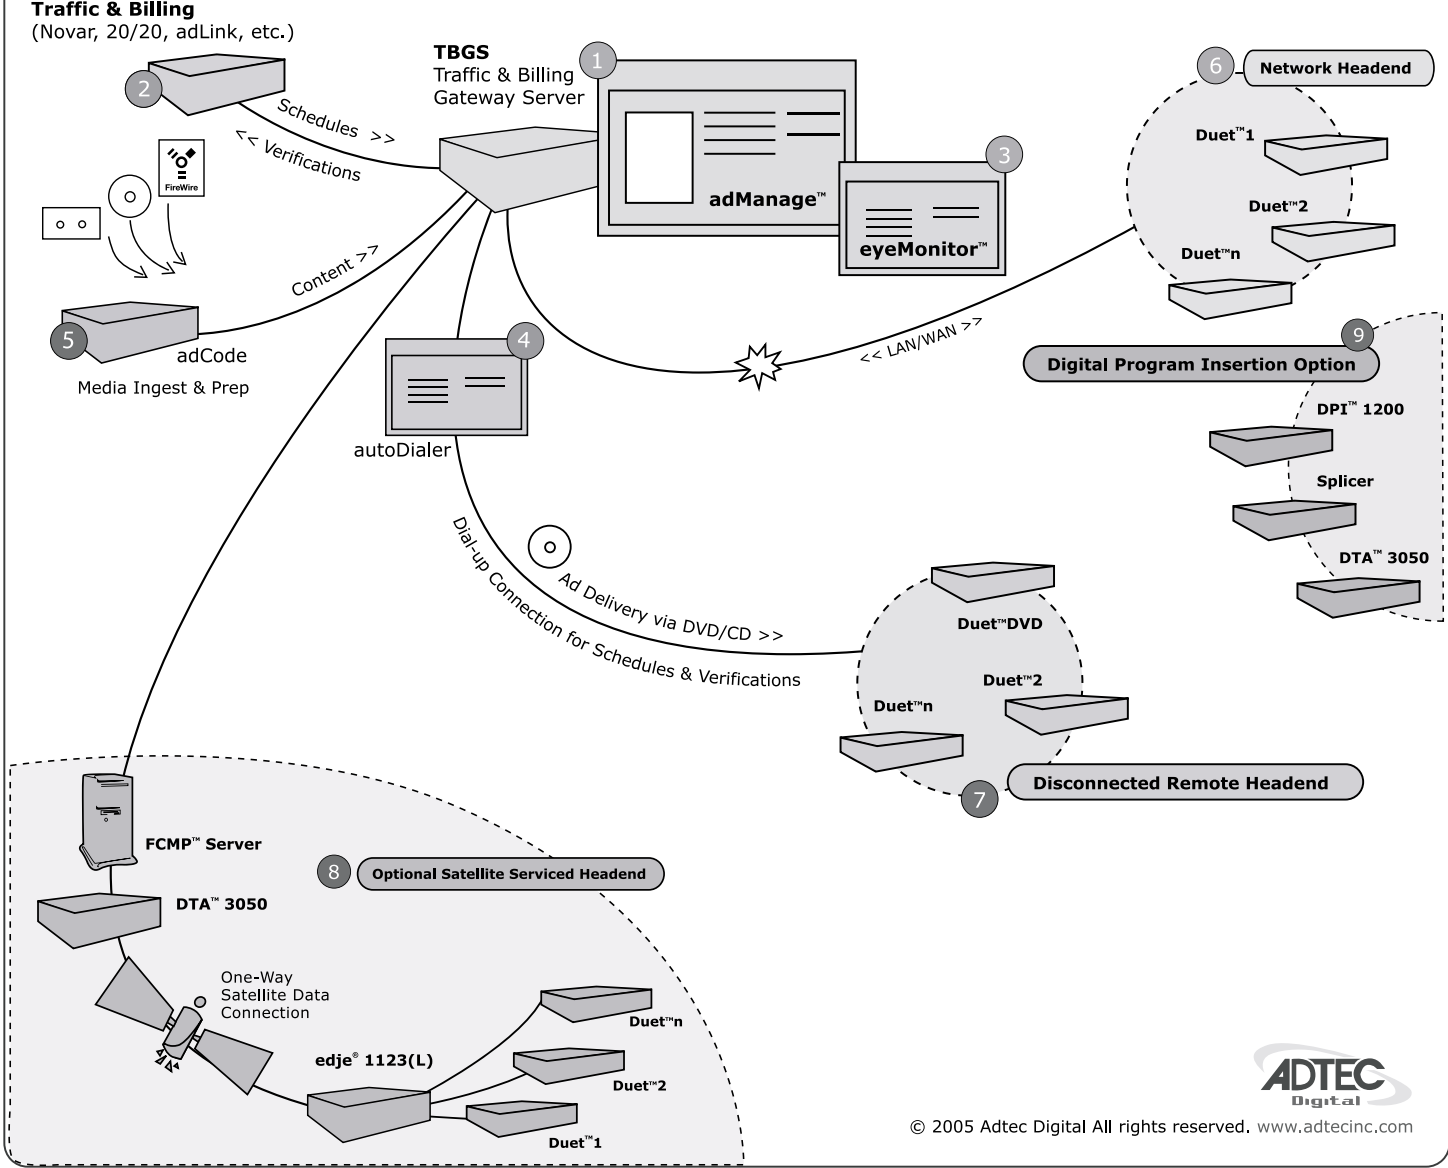 Traffic & Billing
(Novar, 20/20, adLink, etc.)
2
Schedules >>
<< Verifications
TBGS
Traffic & Billing
Gateway Server
1
adManage™
3
eyeMonitor™
6
Network Headend
Duet™1
Duet™2
Duet™n
FireWire
Content >>
5
adCode
Media Ingest & Prep
4
autoDialer
<< LAN/WAN >>
9
Digital Program Insertion Option
DPI™ 1200
Splicer
DTA™ 3050
Ad Delivery via DVD/CD >>
Dial-up Connection for Schedules & Verifications
Duet™DVD
Duet™2
Duet™n
7
Disconnected Remote Headend
FCMP™ Server
8
Optional Satellite Serviced Headend
DTA™ 3050
One-Way
Satellite Data
Connection
edje® 1123(L)
Duet™n
Duet™2
Duet™1
ADTEC
Digital
© 2005 Adtec Digital All rights reserved. www.adtecinc.com